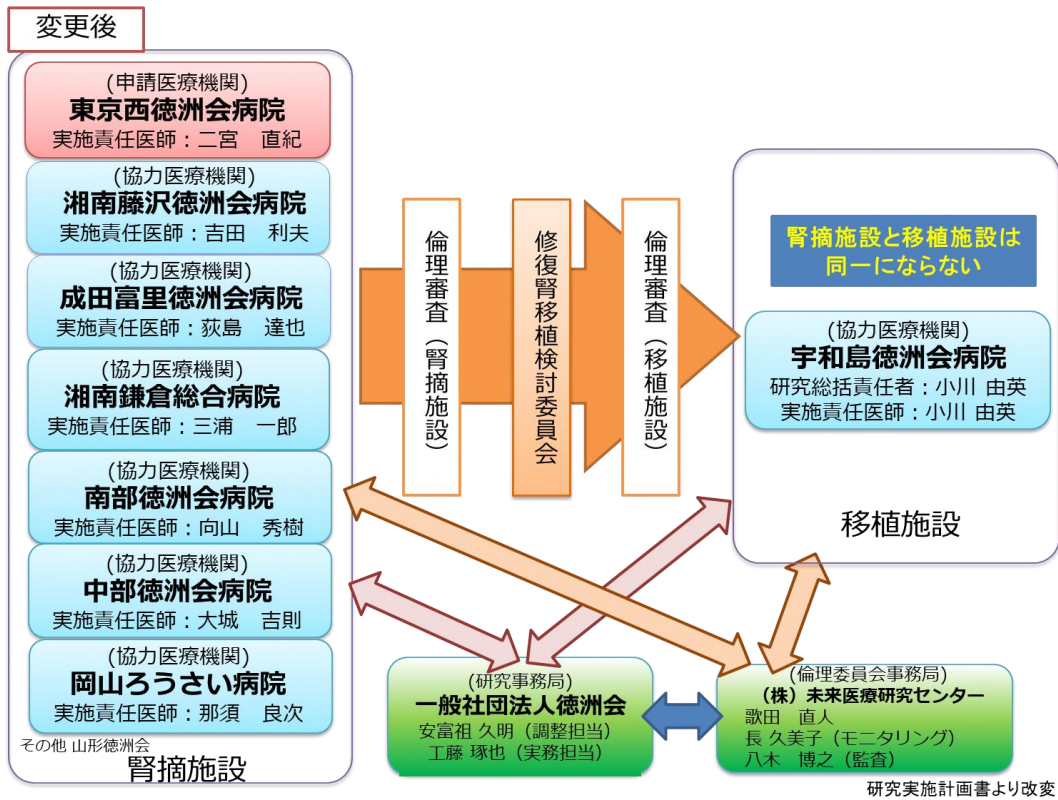 変更後
(申請医療機関)
東京西徳洲会病院
実施責任医師：二宮　直紀
(協力医療機関)
湘南藤沢徳洲会病院
実施責任医師：吉田　利夫
(協力医療機関)
成田富里徳洲会病院
実施責任医師：荻島　達也
(協力医療機関)
湘南鎌倉総合病院
実施責任医師：三浦　一郎
(協力医療機関)
南部徳洲会病院
実施責任医師：向山　秀樹
(協力医療機関)
中部徳洲会病院
実施責任医師：大城　吉則
(協力医療機関)
岡山ろうさい病院
実施責任医師：那須　良次
その他 山形徳洲会
腎摘施設
倫理審査（腎摘施設）
修復腎移植検討委員会
倫理審査（移植施設）
腎摘施設と移植施設は
同一にならない
(協力医療機関)
宇和島徳洲会病院
研究総括責任者：小川 由英
実施責任医師：小川 由英
移植施設
(研究事務局)
一般社団法人徳洲会
安富祖 久明（調整担当）
工藤 琢也（実務担当）
(倫理委員会事務局)
（株）未来医療研究センター
歌田　直人
長 久美子（モニタリング）
八木　博之（監査）
研究実施計画書より改変